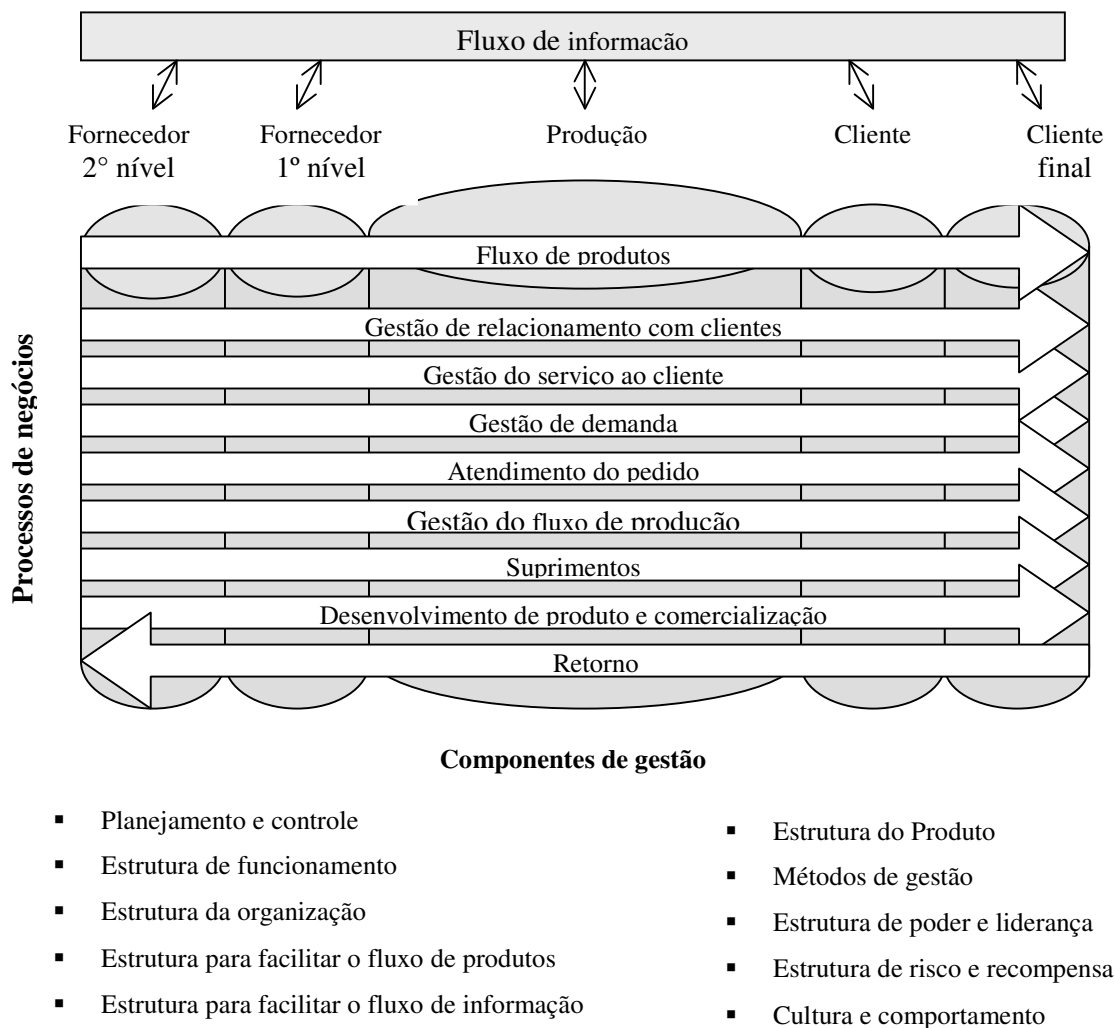 Fluxo de informacão
Fornecedor
2° nível
Fornecedor
1º nível
Produção
Cliente
Cliente
final
Processos de negócios
Fluxo de produtos
Gestão de relacionamento com clientes
Gestão do servico ao cliente
Gestão de demanda
Atendimento do pedido
Gestão do fluxo de produção
Suprimentos
Desenvolvimento de produto e comercialização
Retorno
Componentes de gestão
▪ Planejamento e controle
▪ Estrutura de funcionamento
▪ Estrutura da organização
▪ Estrutura para facilitar o fluxo de produtos
▪ Estrutura para facilitar o fluxo de informação
▪ Estrutura do Produto
▪ Métodos de gestão
▪ Estrutura de poder e liderança
▪ Estrutura de risco e recompensa
▪ Cultura e comportamento